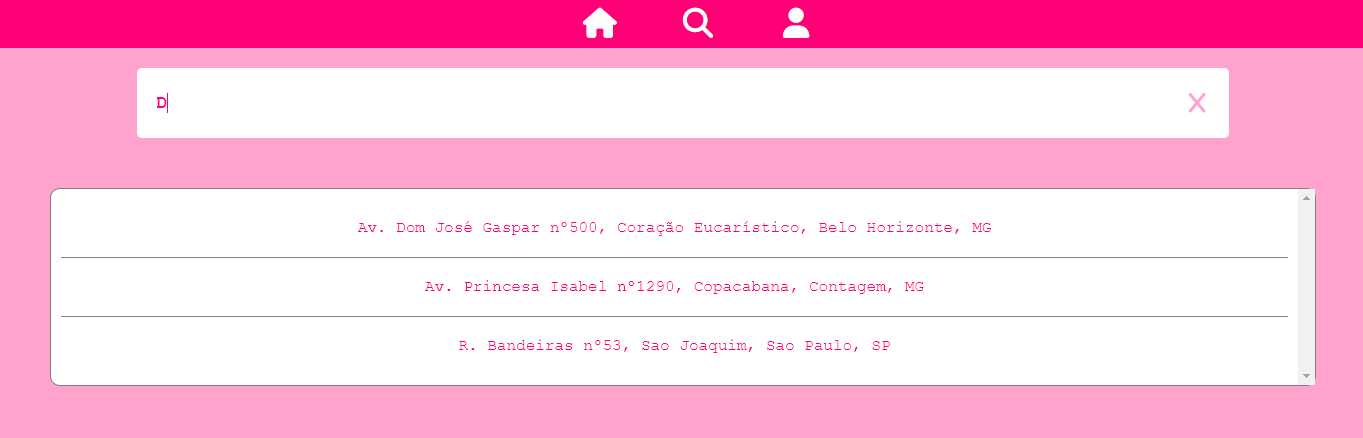 D
Av. Dom José Gaspar nº500, Coração Eucarístico, Belo Horizonte, MG
Av. Princesa Isabel nº1290, Copacabana, Contagem, MG
R. Bandeiras nº53, Sao Joaquim, Sao Paulo, SP